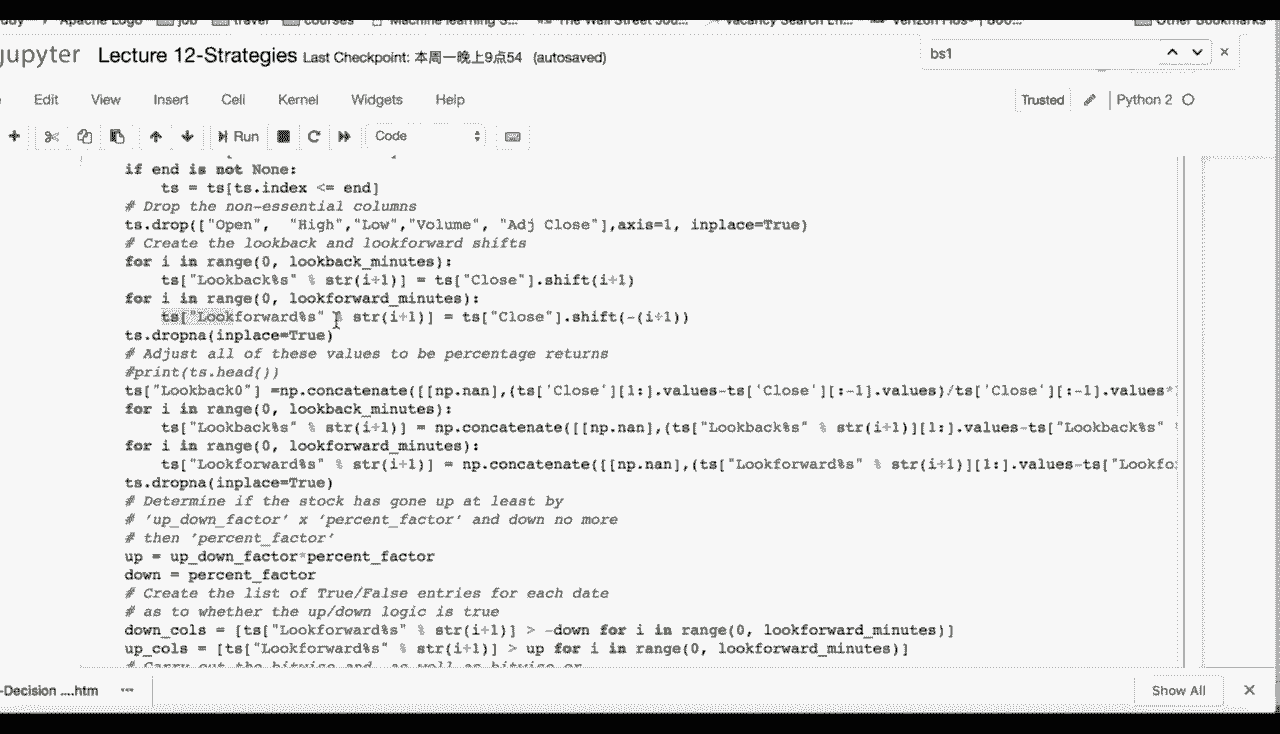 Apache Logo
job
travel
courses
Machine learning S...
The Wall Street Jou...
Vacancy Search En...
Other Bookmarks
jupyter Lecture 12-Strategies Last Checkpoint: 本周一晚上9点54 (autosaved)
bs1
Edit View Insert Cell Kernel Widgets Help
Trusted
Python 2
Run
Code
if end is not None:
ts = ts[ts.index <= end]
# Drop the non-essential columns
ts.drop(["Open", "High","Low","Volume", "Adj Close"],axis=1, inplace=True)
# Create the lookback and lookforward shifts
for i in range(0, lookback_minutes):
ts["Lookback%s" % str(i+1)] = ts["Close"].shift(i+1)
for i in range(0, lookforward_minutes):
ts["Lookforward%s" % str(i+1)] = ts["Close"].shift(-(i+1))
ts.dropna(inplace=True)
# Adjust all of these values to be percentage returns
#print(ts.head())
ts["Lookback0"] =np.concatenate([[np.nan],(ts['Close'][1:].values-ts['Close'][:-1].values)/ts['Close'][:-1].values*
for i in range(0, lookback_minutes):
ts["Lookback%s" % str(i+1)] = np.concatenate([[np.nan],(ts["Lookback%s" % str(i+1)][1:].values-ts["Lookback%s" %
for i in range(0, lookforward_minutes):
ts["Lookforward%s" % str(i+1)] = np.concatenate([[np.nan],(ts["Lookforward%s" % str(i+1)][1:].values-ts["Lookfo
ts.dropna(inplace=True)
# Determine if the stock has gone up at least by
# 'up_down_factor' x 'percent_factor' and down no more
# then 'percent_factor'
up = up_down_factor*percent_factor
down = percent_factor
# Create the list of True/False entries for each date
# as to whether the up/down logic is true
down_cols = [ts["Lookforward%s" % str(i+1)] > -down for i in range(0, lookforward_minutes)]
up_cols = [ts["Lookforward%s" % str(i+1)] > up for i in range(0, lookforward_minutes)]
# Carry out the bitwise and, as well as bitwise or
-Decision ....htm
Show All